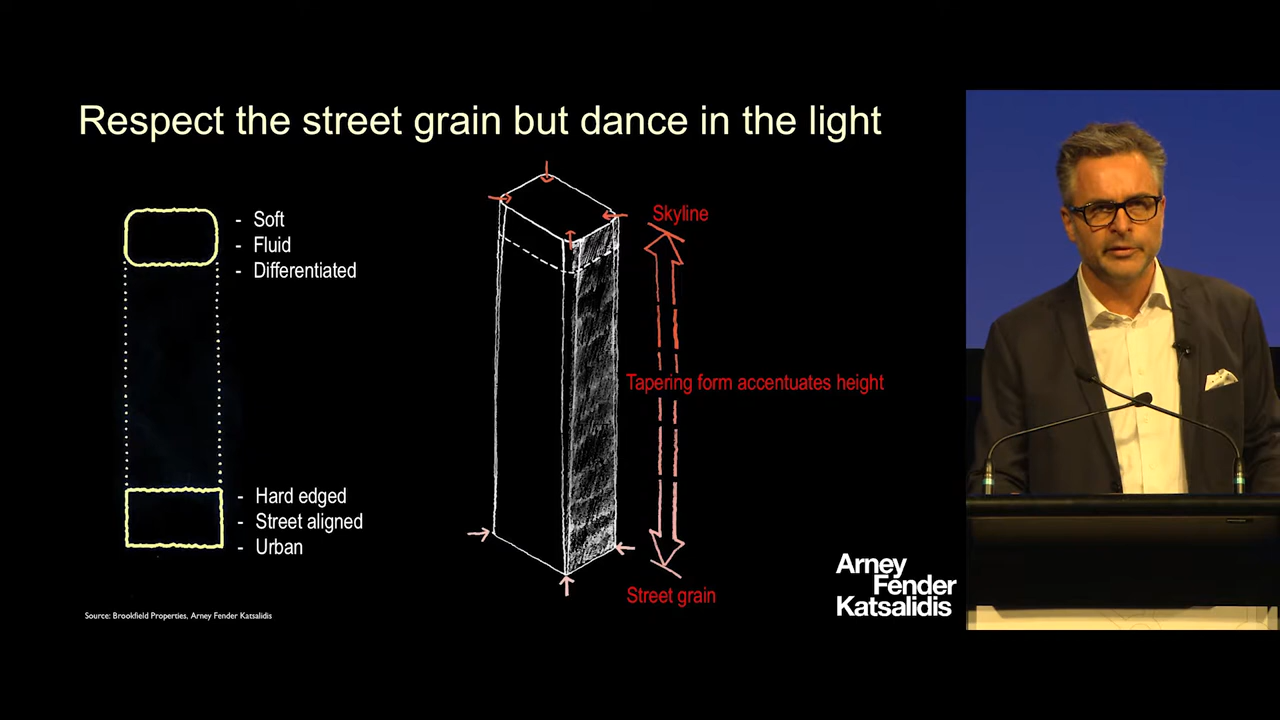 Respect the street grain but dance in the light
- Soft
- Fluid
- Differentiated
Skyline
Tapering form accentuates height
- Hard edged
- Street aligned
- Urban
Street grain
Arney
Fender
Katsalidis
Source: Brookfield Properties, Arney Fender Katsalidis